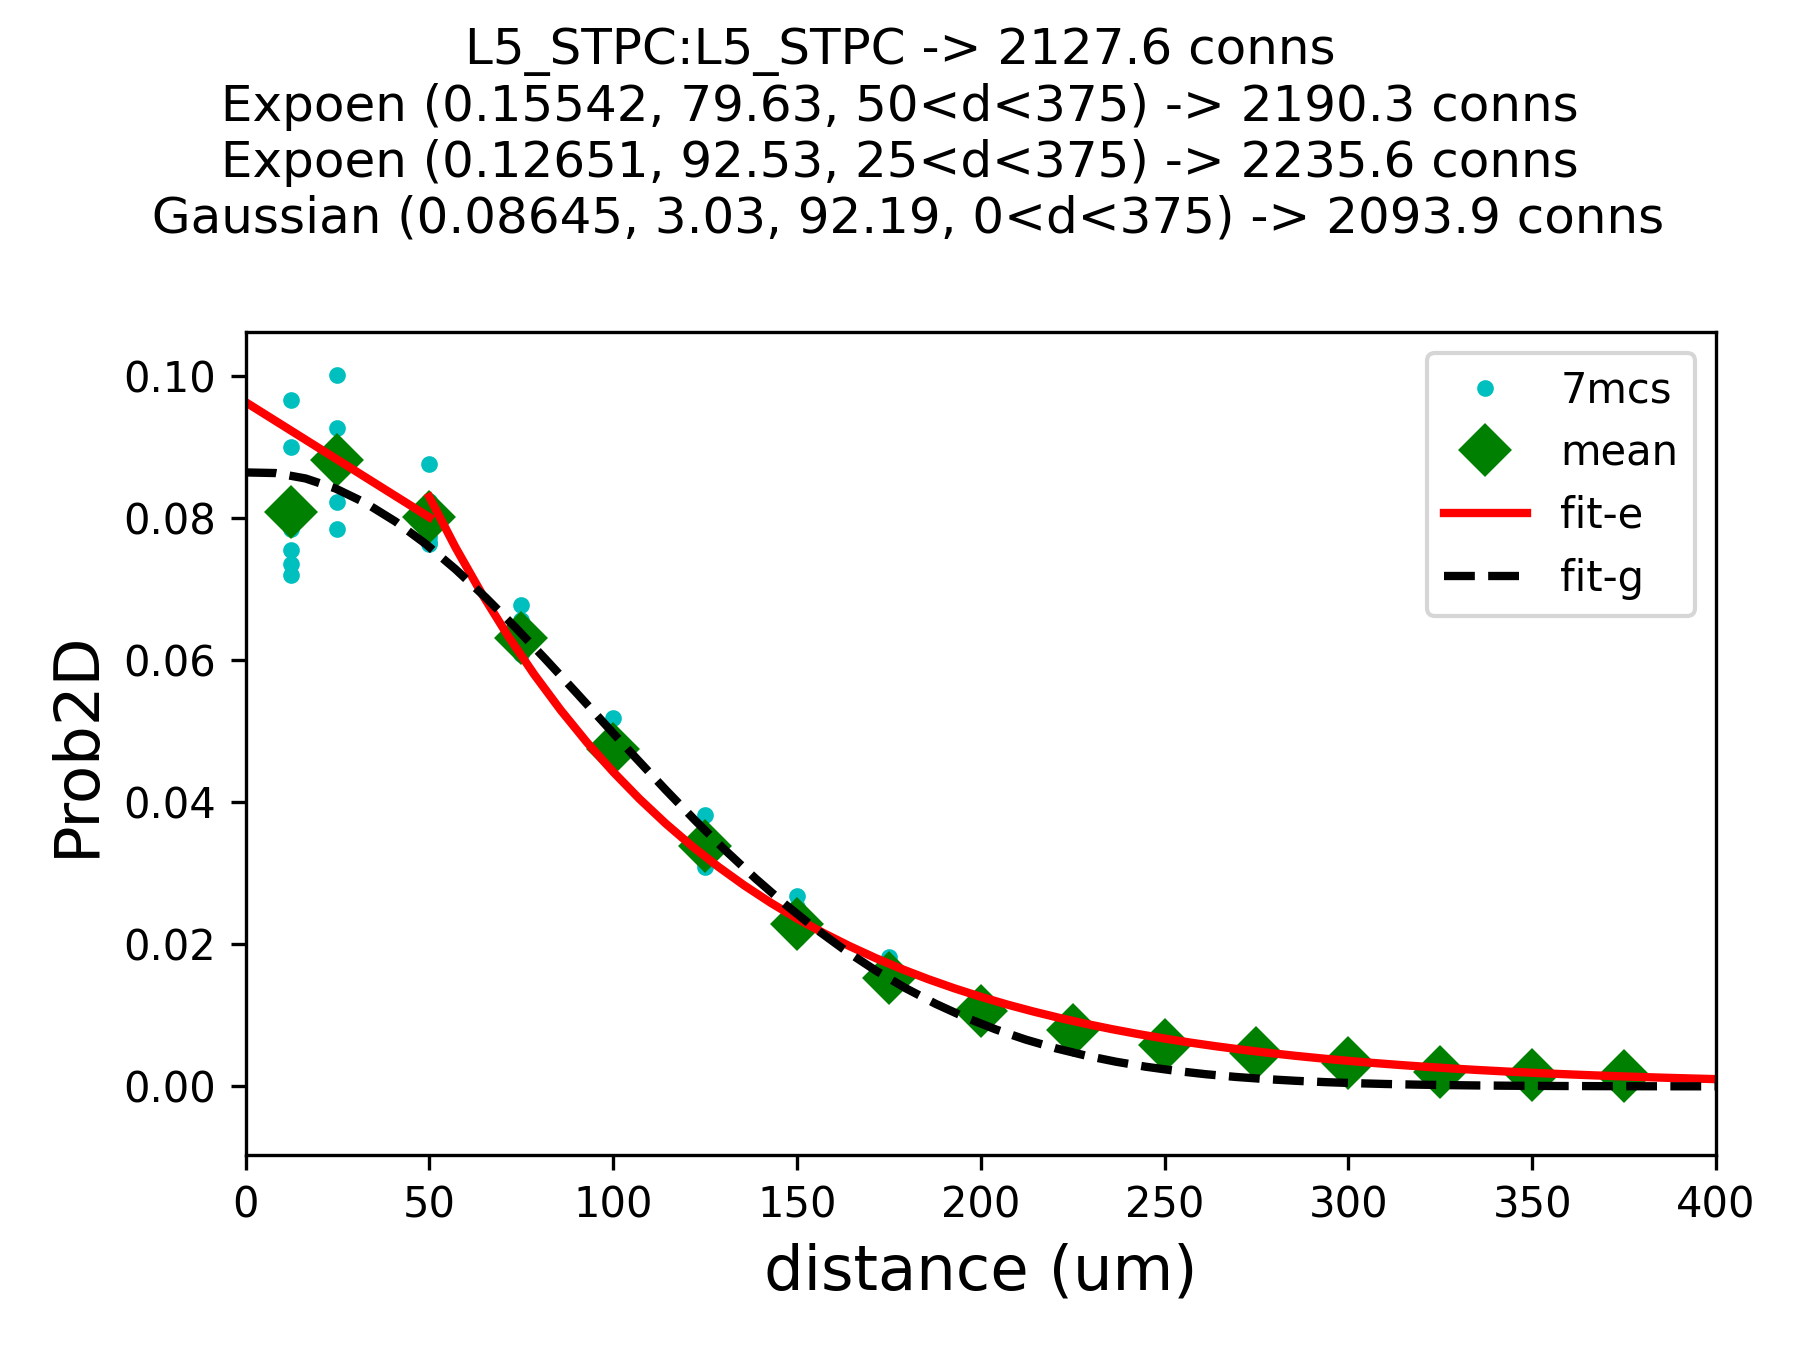 L5_STPC:L5_STPC -> 2127.6 conns
Expoen (0.15542, 79.63, 50<d<375) -> 2190.3 conns
Expoen (0.12651, 92.53, 25<d<375) -> 2235.6 conns
Gaussian (0.08645, 3.03, 92.19, 0<d<375) -> 2093.9 conns
7mcs
mean
fit-e
fit-g
Prob2D
0.10
0.08
0.06
0.04
0.02
0.00
0 50 100 150 200 250 300 350 400
distance (um)